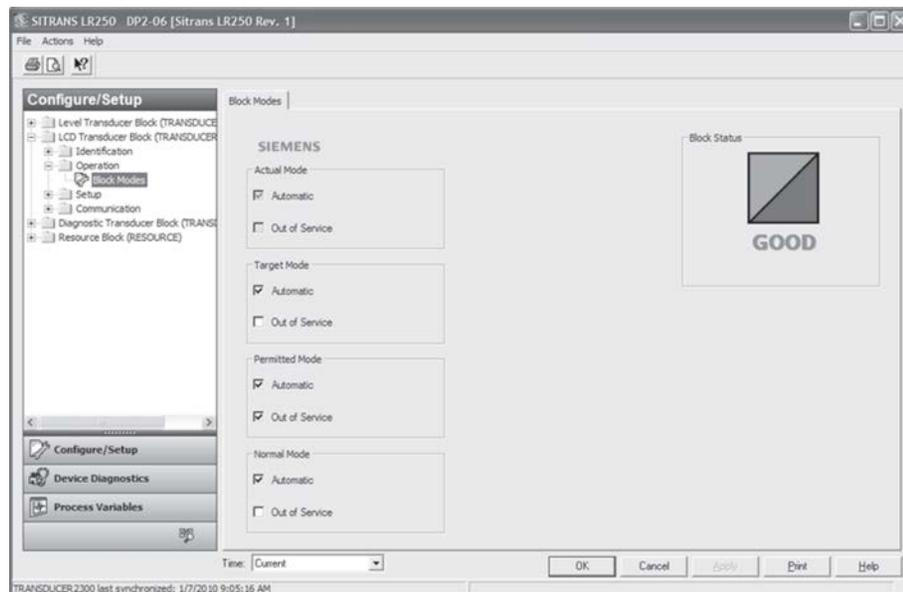 SITRANS LR250 DP2-06 [Sitrans LR250 Rev. 1]
File Actions Help
Configure/Setup
Level Transducer Block (TRANSDUCE
LCD Transducer Block (TRANSDUCER
Identification
Operation
Block Modes
Setup
Communication
Diagnostic Transducer Block (TRANS
Resource Block (RESOURCE)
Configure/Setup
Device Diagnostics
Process Variables
Block Modes
SIEMENS
Actual Mode
Automatic
Out of Service
Target Mode
Automatic
Out of Service
Permitted Mode
Automatic
Out of Service
Normal Mode
Automatic
Out of Service
Block Status
GOOD
Time: Current
OK Cancel Apply Print Help
TRANSDUCER2300 last synchronized: 1/7/2010 9:05:16 AM